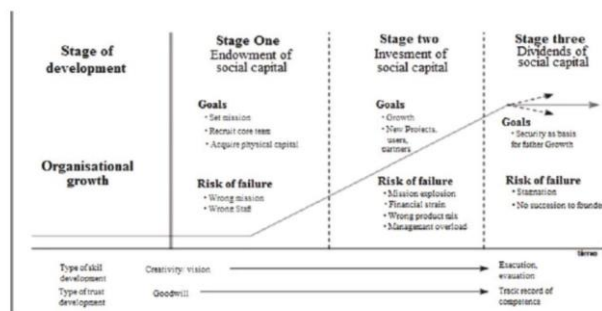 Stage of
development
Stage One
Endowment of
social capital
Stage two
Invesment of
social capital
Stage three
Dividends of
social capital
Organisational
growth
Goals
• Set mission
• Recruit core team
• Acquire physical capital
Risk of failure
• Wrong mission
• Wrong Staff
Goals
• Growth
• New Projects,
users,
partners
Risk of failure
• Mission explosion
• Financial strain
• Wrong product mix
• Management overload
Goals
• Security as basis
for father Growth
Risk of failure
• Stagnation
• No succession to founder
time
Type of skill
development
Creativity: vision
Execution,
evaluation
Type of trust
development
Goodwill
Track record of
competence